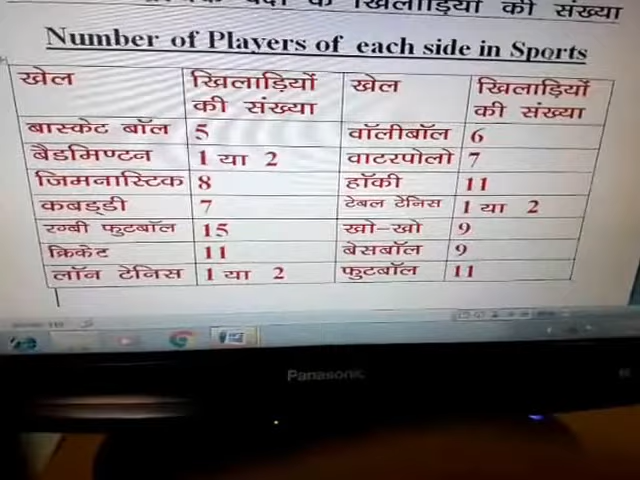 के खिलाड़ियों की संख्या
Number of Players of each side in Sports
खेल खिलाड़ियों की संख्या खेल खिलाड़ियों की संख्या
बास्केट बॉल 5 वॉलीबॉल 6
बैडमिण्टन 1 या 2 वाटरपोलो 7
जिमनास्टिक 8 हॉकी 11
कबड्डी 7 टेबल टेनिस 1 या 2
रग्बी फुटबॉल 15 खो-खो 9
क्रिकेट 11 बेसबॉल 9
लॉन टेनिस 1 या 2 फुटबॉल 11
Panasonic